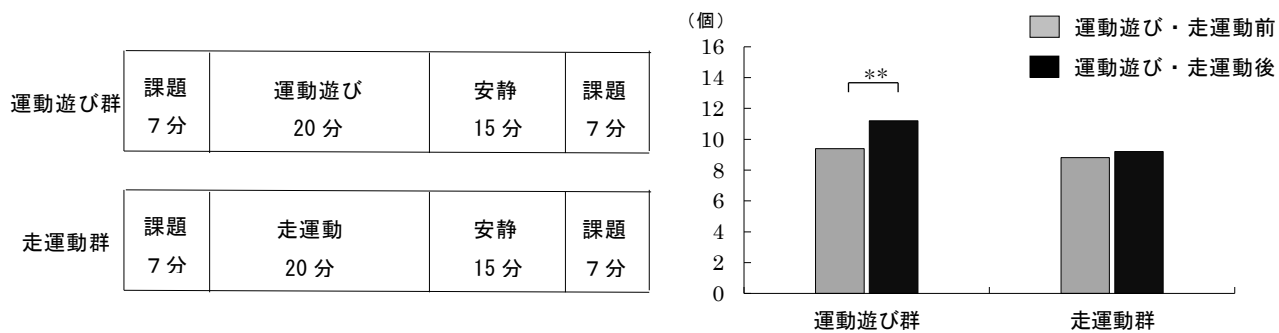 運動遊び群
課題
7分
運動遊び
20分
安静
15分
課題
7分
走運動群
課題
7分
走運動
20分
安静
15分
課題
7分
（個）
16
14
12
10
8
6
4
2
0
**
運動遊び・走運動前
運動遊び・走運動後
運動遊び群
走運動群